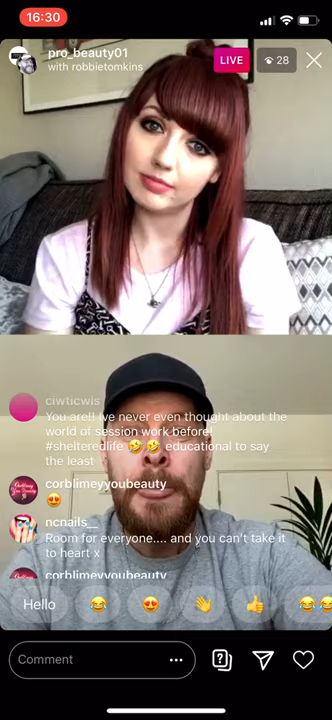 16:30
pro_beauty01
with robbietomkins
LIVE
28
ciwticwis
You are!! Ive never even thought about the
world of session work before!
#shelteredlife 🤣 🤣 educational to say
the least
corblimeyyoubeauty
😍
ncnails__
Room for everyone.... and you can't take it
to heart x
corblimeyyoubeauty
Hello
Comment